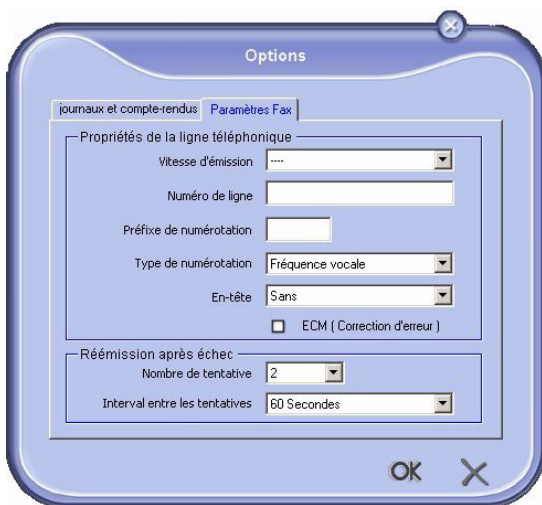 Options
journaux et compte-rendus Paramètres Fax
Propriétés de la ligne téléphonique
Vitesse d'émission ----
Numéro de ligne
Préfixe de numérotation
Type de numérotation Fréquence vocale
En-tête Sans
ECM ( Correction d'erreur )
Réémission après échec
Nombre de tentative 2
Interval entre les tentatives 60 Secondes
OK